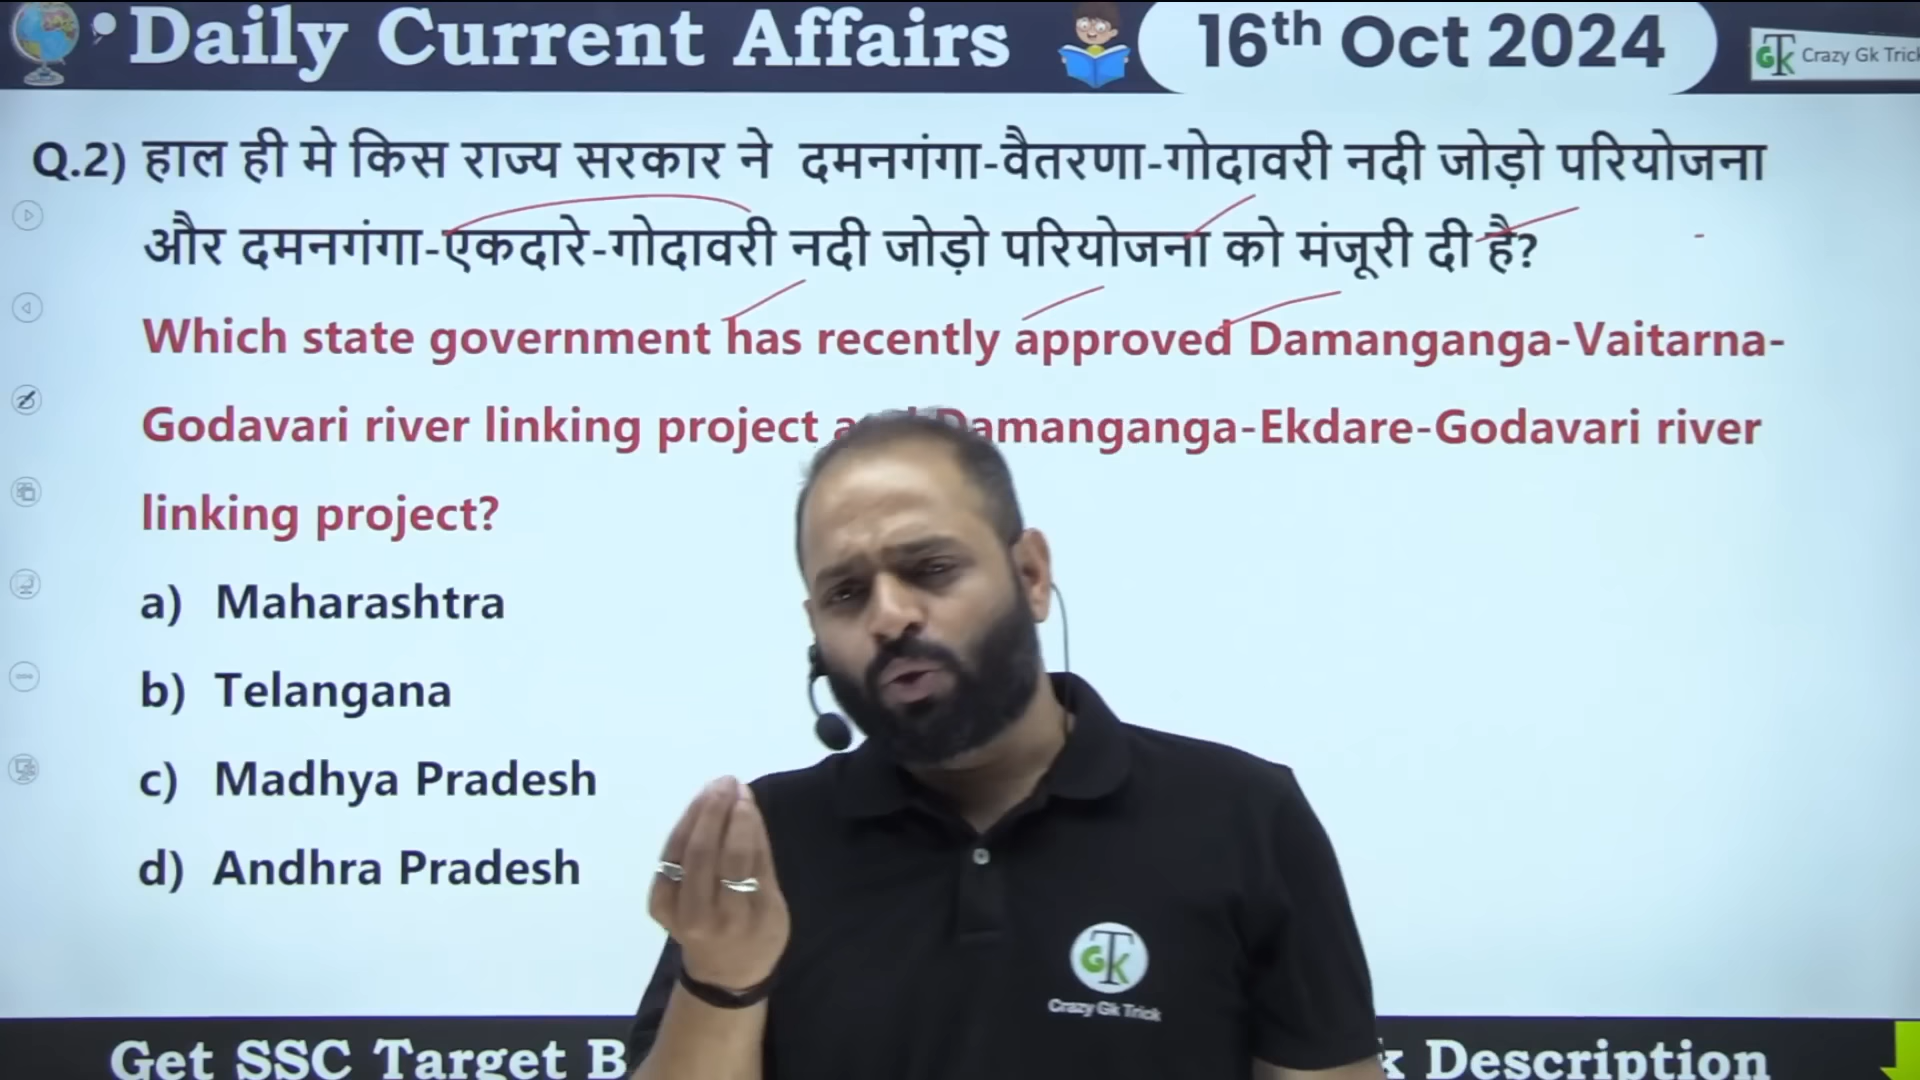 Daily Current Affairs
16th Oct 2024
Crazy Gk Trick
Q.2) हाल ही मे किस राज्य सरकार ने दमनगंगा-वैतरणा-गोदावरी नदी जोड़ो परियोजना
और दमनगंगा-एकदारे-गोदावरी नदी जोड़ो परियोजना को मंजूरी दी है?
Which state government has recently approved Damanganga-Vaitarna-
Godavari river linking project Damanganga-Ekdare-Godavari river
linking project?
a) Maharashtra
b) Telangana
c) Madhya Pradesh
d) Andhra Pradesh
GTK
Crazy Gk Trick
Get SSC Target
Description